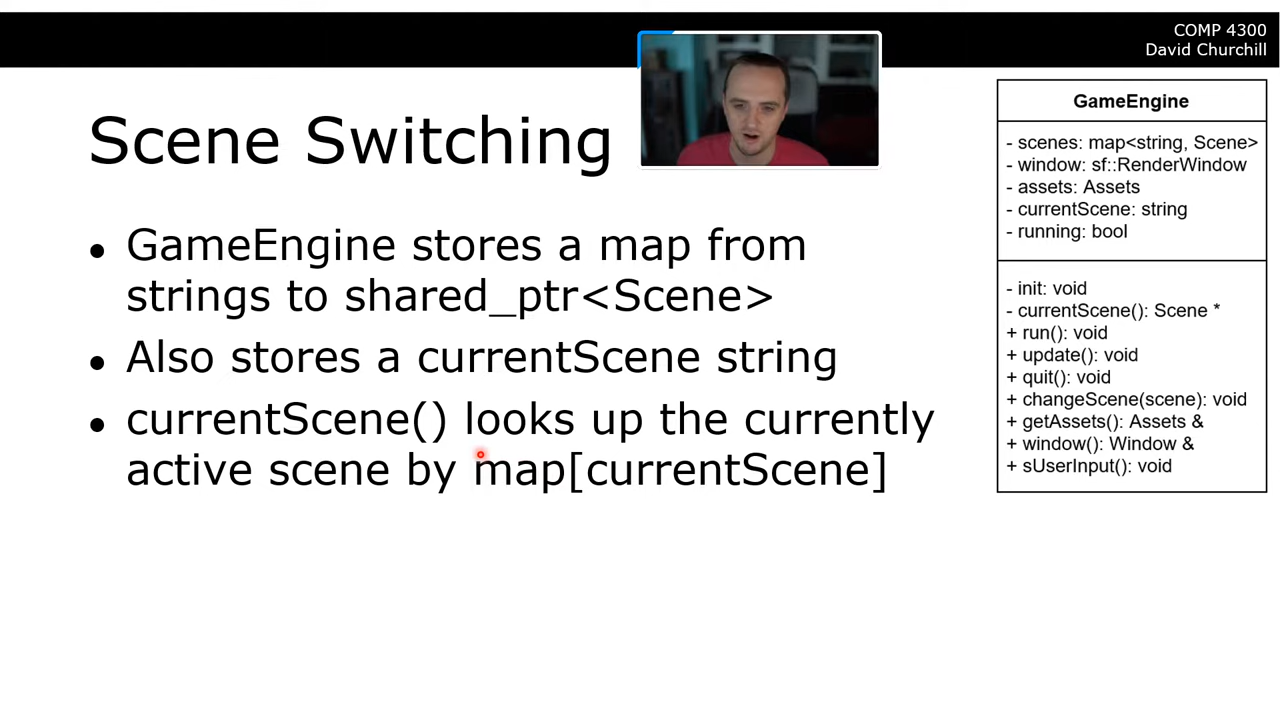 COMP 4300
David Churchill
Scene Switching
• GameEngine stores a map from
strings to shared_ptr<Scene>
• Also stores a currentScene string
• currentScene() looks up the currently
active scene by map[currentScene]
GameEngine
- scenes: map<string, Scene>
- window: sf::RenderWindow
- assets: Assets
- currentScene: string
- running: bool
- init: void
- currentScene(): Scene *
+ run(): void
+ update(): void
+ quit(): void
+ changeScene(scene): void
+ getAssets(): Assets &
+ window(): Window &
+ sUserInput(): void